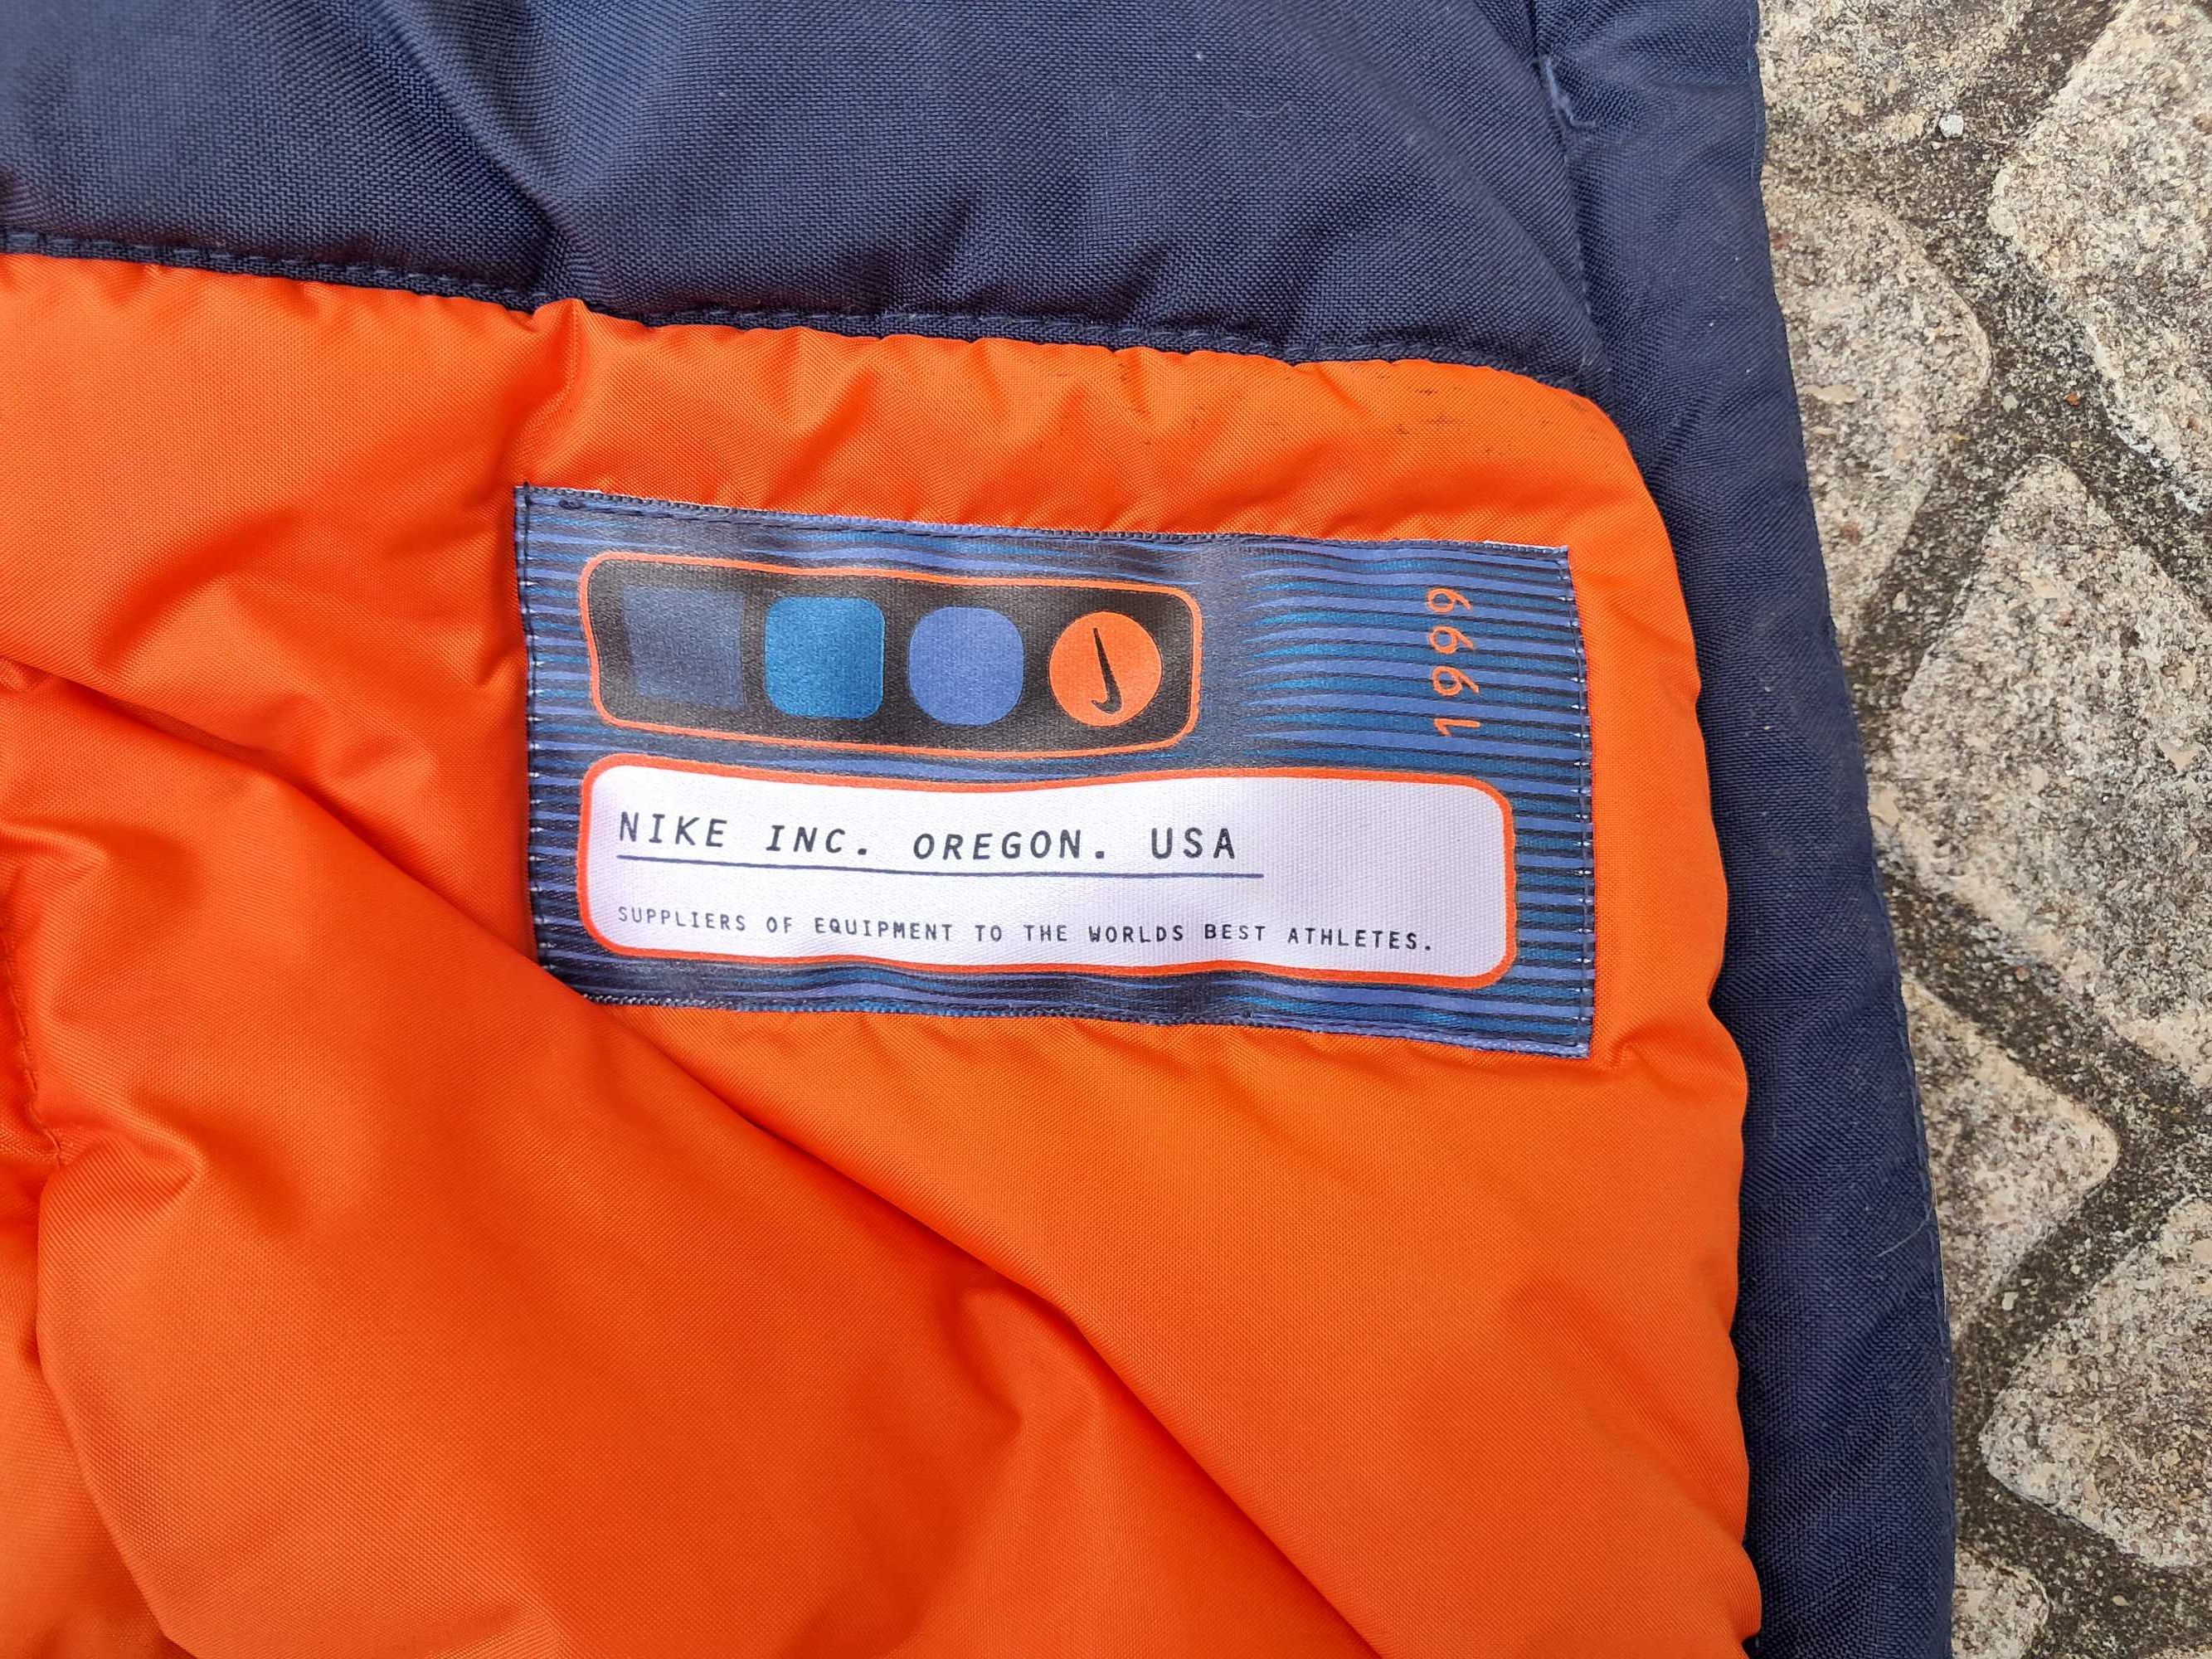 1999
NIKE INC. OREGON. USA
SUPPLIERS OF EQUIPMENT TO THE WORLDS BEST ATHLETES.